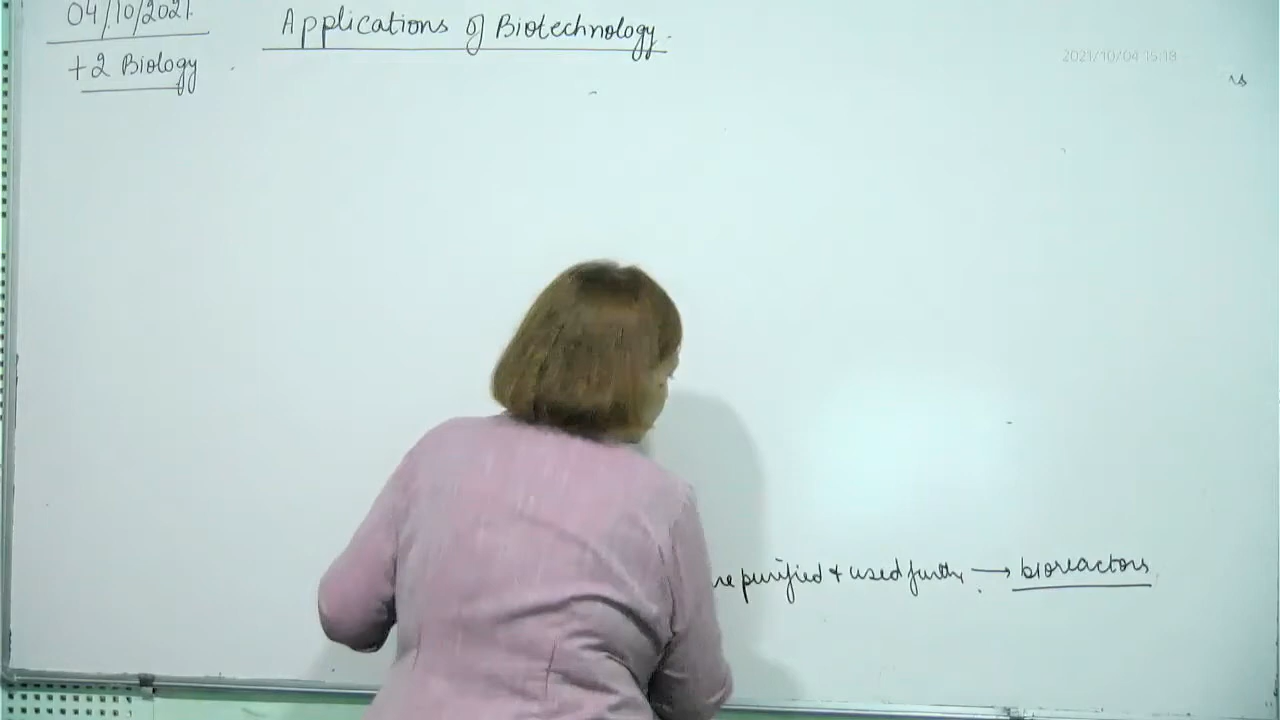 04/10/2021.
Applications of Biotechnology.
+2 Biology
2021/10/04 15:18
purified + used further → bioreactors